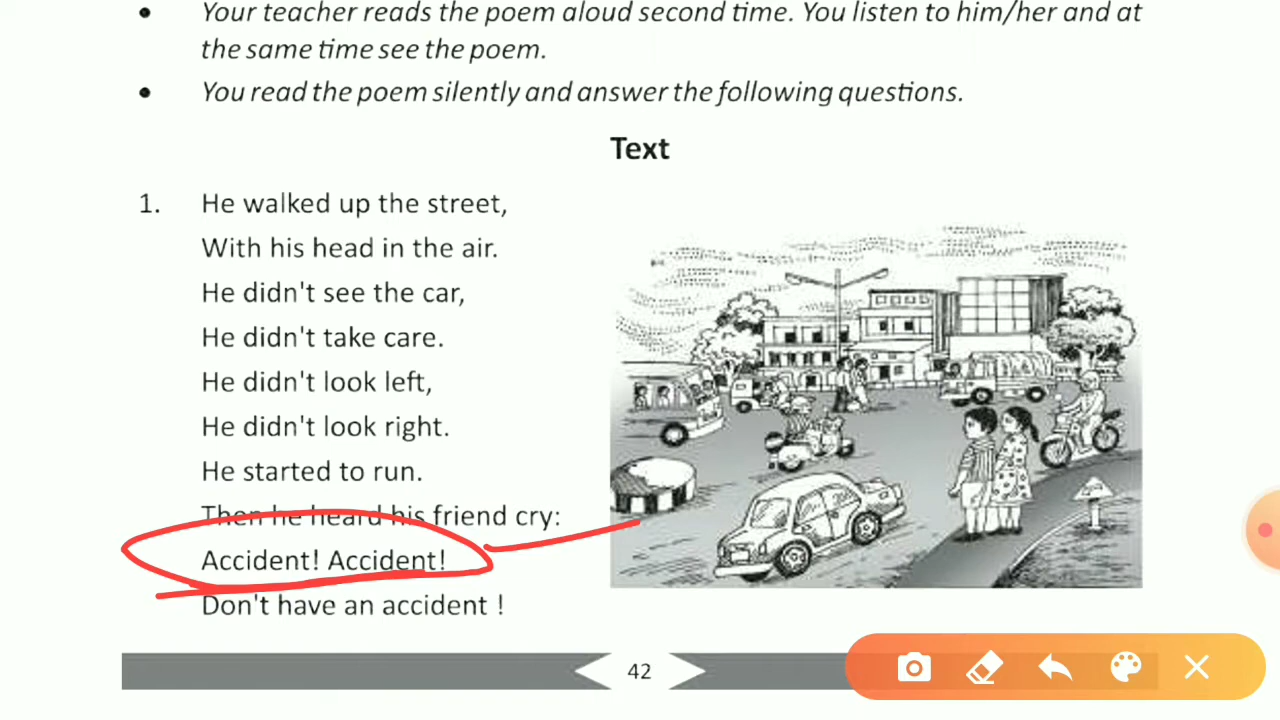 • Your teacher reads the poem aloud second time. You listen to him/her and at
the same time see the poem.
• You read the poem silently and answer the following questions.
Text
1. He walked up the street,
With his head in the air.
He didn't see the car,
He didn't take care.
He didn't look left,
He didn't look right.
He started to run.
Then he heard his friend cry:
Accident! Accident!
Don't have an accident !
42